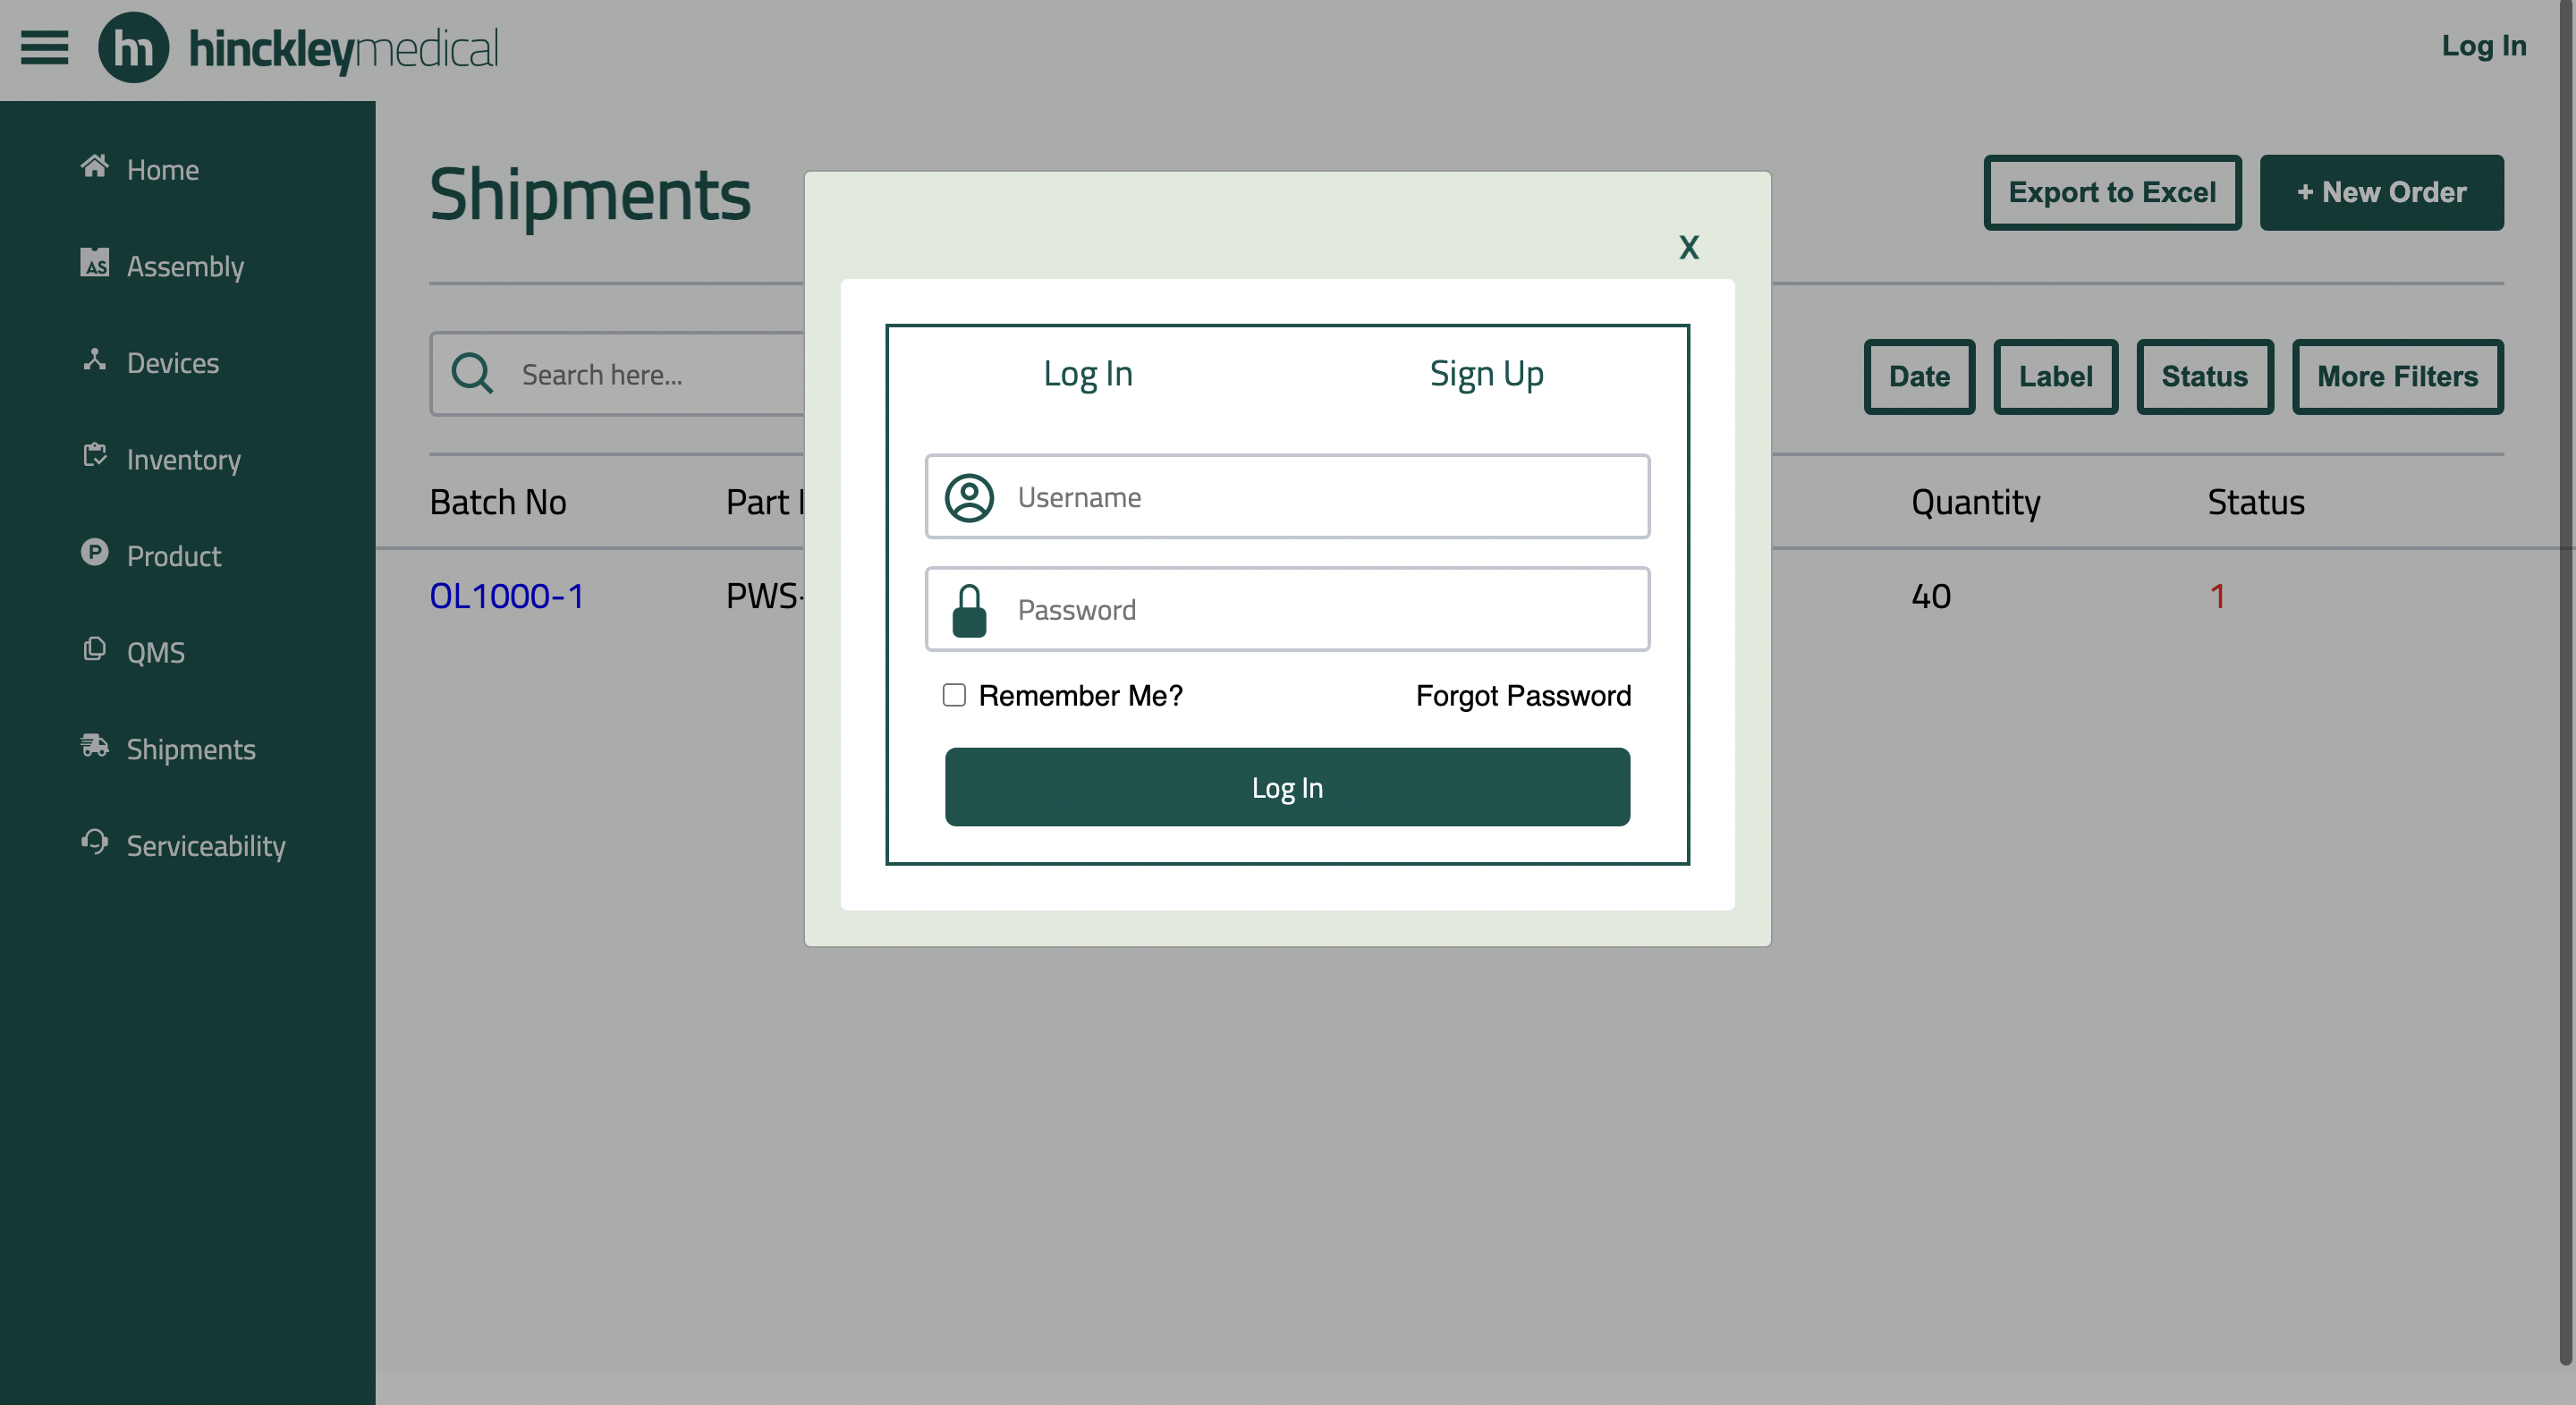 hm hinckleymedical
Log In
Home
Assembly
Devices
Inventory
Product
QMS
Shipments
Serviceability
Shipments
Export to Excel
+ New Order
Search here...
Date
Label
Status
More Filters
Batch No
Part
Quantity
Status
OL1000-1
PWS-
40
1
X
Log In
Sign Up
Username
Password
Remember Me?
Forgot Password
Log In